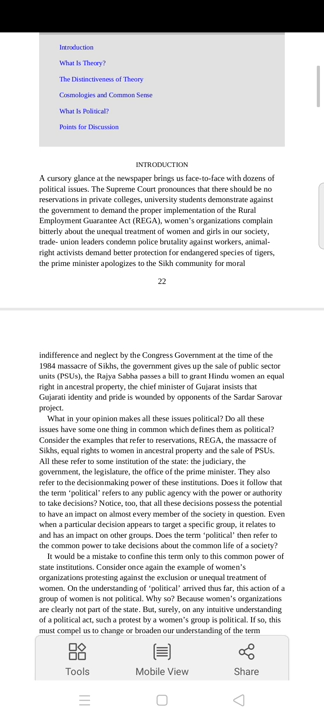 Introduction
What Is Theory?
The Distinctiveness of Theory
Cosmologies and Common Sense
What Is Political?
Points for Discussion
INTRODUCTION
A cursory glance at the newspaper brings us face-to-face with dozens of
political issues. The Supreme Court pronounces that there should be no
reservations in private colleges, university students demonstrate against
the government to demand the proper implementation of the Rural
Employment Guarantee Act (REGA), women's organizations complain
bitterly about the unequal treatment of women and girls in our society,
trade- union leaders condemn police brutality against workers, animal-
right activists demand better protection for endangered species of tigers,
the prime minister apologizes to the Sikh community for moral
22
indifference and neglect by the Congress Government at the time of the
1984 massacre of Sikhs, the government gives up the sale of public sector
units (PSUs), the Rajya Sabha passes a bill to grant Hindu women an equal
right in ancestral property, the chief minister of Gujarat insists that
Gujarati identity and pride is wounded by opponents of the Sardar Sarovar
project.
What in your opinion makes all these issues political? Do all these
issues have some one thing in common which defines them as political?
Consider the examples that refer to reservations, REGA, the massacre of
Sikhs, equal rights to women in ancestral property and the sale of PSUs.
All these refer to some institution of the state: the judiciary, the
government, the legislature, the office of the prime minister. They also
refer to the decisionmaking power of these institutions. Does it follow that
the term 'political' refers to any public agency with the power or authority
to take decisions? Notice, too, that all these decisions possess the potential
to have an impact on almost every member of the society in question. Even
when a particular decision appears to target a specific group, it relates to
and has an impact on other groups. Does the term 'political' then refer to
the common power to take decisions about the common life of a society?
It would be a mistake to confine this term only to this common power of
state institutions. Consider once again the example of women's
organizations protesting against the exclusion or unequal treatment of
women. On the understanding of 'political' arrived thus far, this action of a
group of women is not political. Why so? Because women's organizations
are clearly not part of the state. But, surely, on any intuitive understanding
of a political act, such a protest by a women's group is political. If so, this
must compel us to change or broaden our understanding of the term
Tools
Mobile View
Share